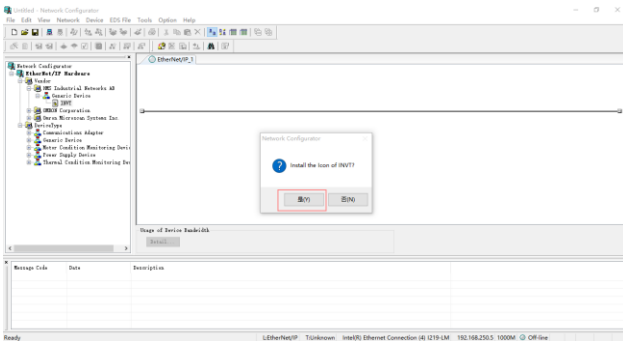 Untitled - Network Configurator
File Edit View Network Device EDS File Tools Option Help
Network Configurator
EtherNet/IP Hardware
Vendor
HMS Industrial Networks AB
Generic Device
INVT
OMRON Corporation
Omron Microscan Systems Inc
DeviceType
Communications Adapter
Generic Device
Motor Condition Monitoring Devi
Power Supply Device
Thermal Condition Monitoring Dev
EtherNet/IP_1
Network Configurator
Install the Icon of INVT?
是(Y)
否(N)
Usage of Device Bandwidth
Detail...
Message Code Date Description
Ready
L:EtherNet/IP T:Unknown Intel(R) Ethernet Connection (4) I219-LM 192.168.250.5 1000M Off-line